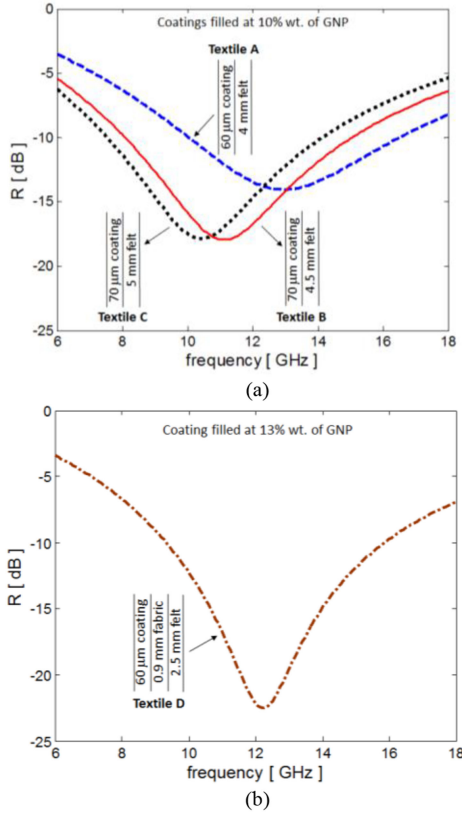 Coatings filled at 10% wt. of GNP
0
-5
-10
-15
-20
-25
R [ dB ]
Textile A
60 µm coating
4 mm felt
70 µm coating
5 mm felt
Textile C
70 µm coating
4.5 mm felt
Textile B
6 8 10 12 14 16 18
frequency [ GHz ]
(a)
Coating filled at 13% wt. of GNP
0
-5
-10
-15
-20
-25
R [ dB ]
60 µm coating
0.9 mm fabric
2.5 mm felt
Textile D
6 8 10 12 14 16 18
frequency [ GHz ]
(b)